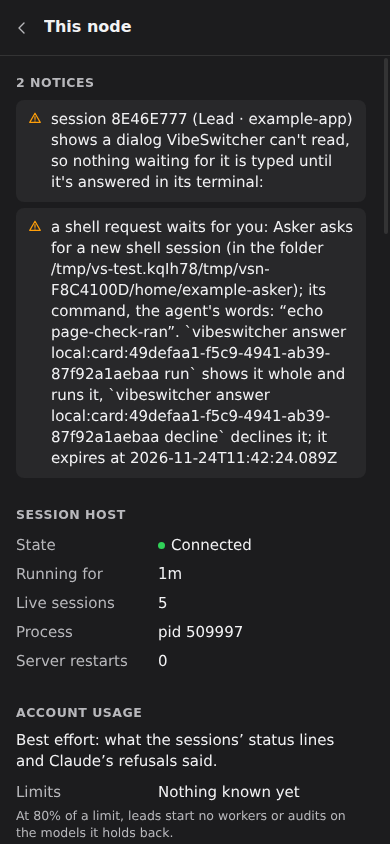 This node
2 NOTICES
session 8E46E777 (Lead · example-app)
shows a dialog VibeSwitcher can't read,
so nothing waiting for it is typed until
it's answered in its terminal:
a shell request waits for you: Asker asks
for a new shell session (in the folder
/tmp/vs-test.kqIh78/tmp/vsn-
F8C4100D/home/example-asker); its
command, the agent's words: “echo
page-check-ran”. `vibeswitcher answer
local:card:49defaa1-f5c9-4941-ab39-
87f92a1aebaa run` shows it whole and
runs it, `vibeswitcher answer
local:card:49defaa1-f5c9-4941-ab39-
87f92a1aebaa decline` declines it; it
expires at 2026-11-24T11:42:24.089Z
SESSION HOST
State Connected
Running for 1m
Live sessions 5
Process pid 509997
Server restarts 0
ACCOUNT USAGE
Best effort: what the sessions’ status lines
and Claude’s refusals said.
Limits Nothing known yet
At 80% of a limit, leads start no workers or audits on
the models it holds back.